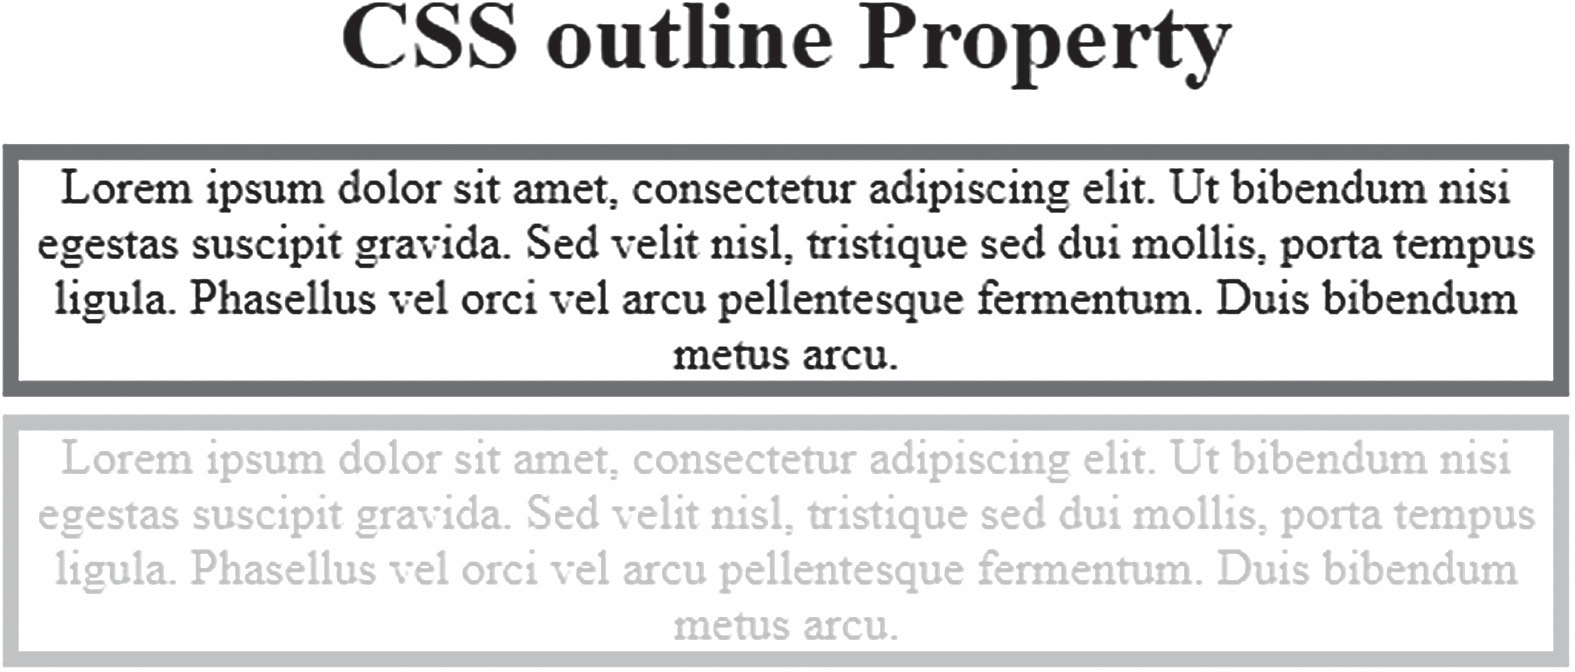 CSS outline Property
Lorem ipsum dolor sit amet, consectetur adipiscing elit. Ut bibendum nisi
egestas suscipit gravida. Sed velit nisl, tristique sed dui mollis, porta tempus
ligula. Phasellus vel orci vel arcu pellentesque fermentum. Duis bibendum
metus arcu.
Lorem ipsum dolor sit amet, consectetur adipiscing elit. Ut bibendum nisi
egestas suscipit gravida. Sed velit nisl, tristique sed dui mollis, porta tempus
ligula. Phasellus vel orci vel arcu pellentesque fermentum. Duis bibendum
metus arcu.